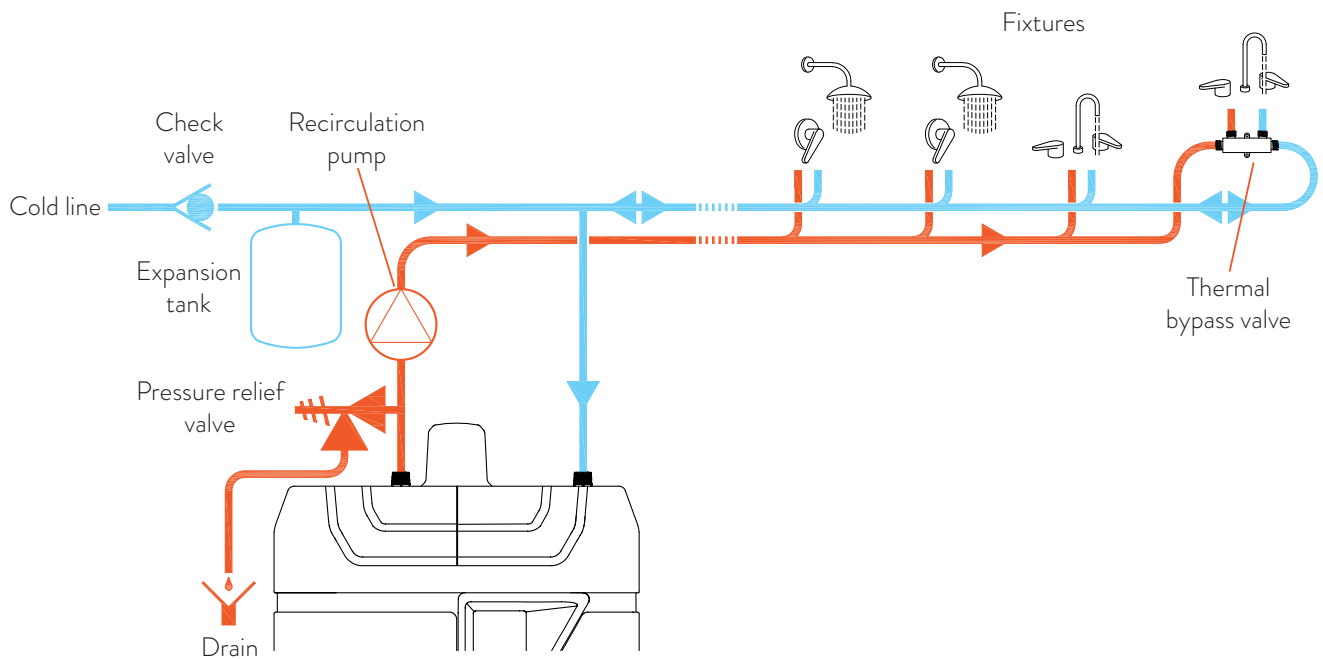 Fixtures
Check
valve
Recirculation
pump
Cold line
Expansion
tank
Thermal
bypass valve
Pressure relief
valve
Drain